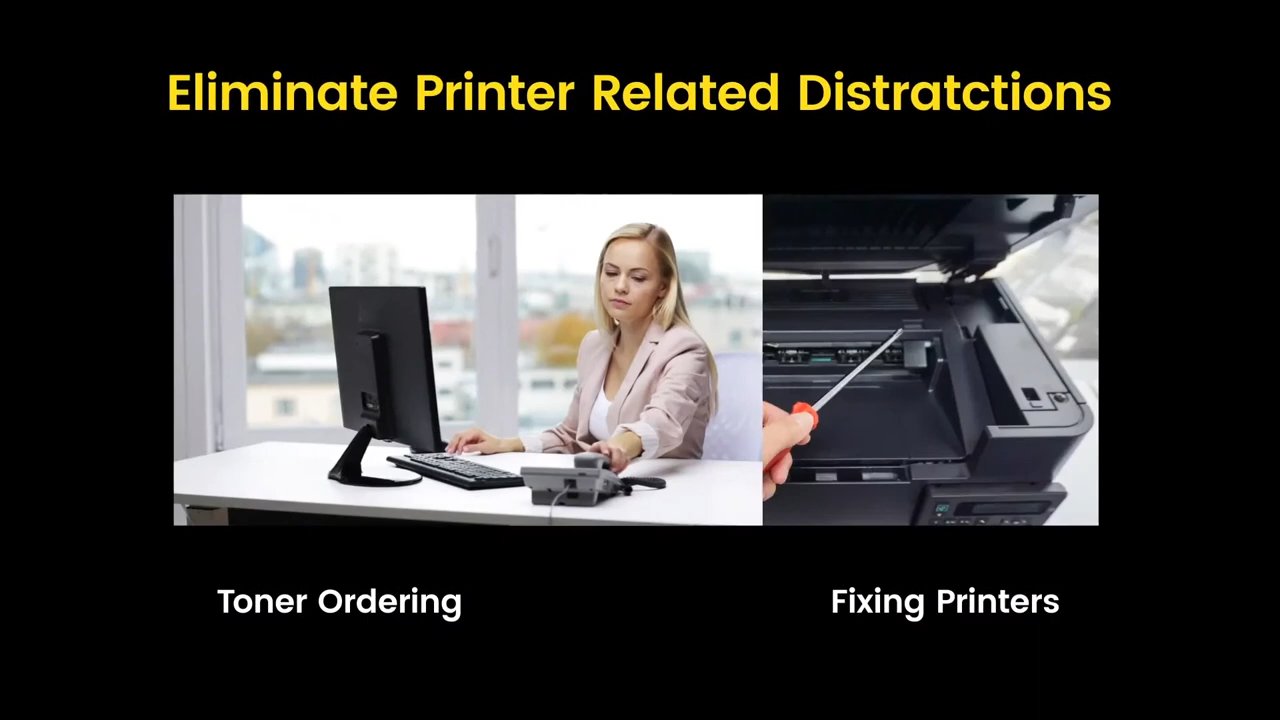 Eliminate Printer Related Distratctions
Toner Ordering
Fixing Printers